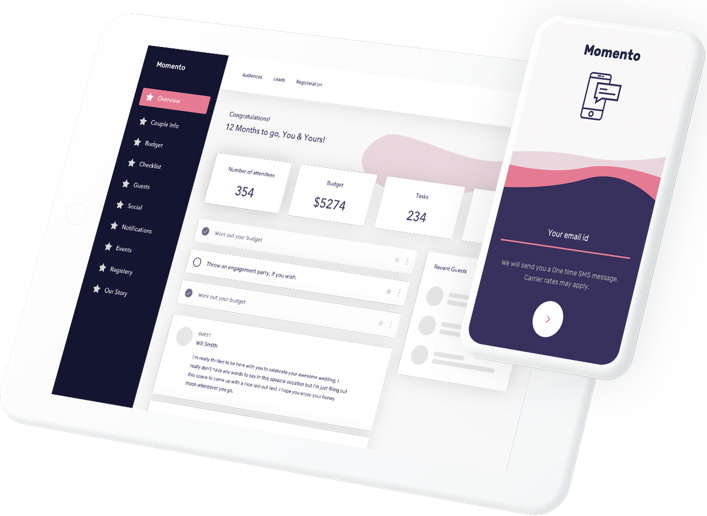 Momento
Overview
Couple Info
Budget
Checklist
Guests
Social
Notifications
Events
Registery
Our Story
Audiences Leads Registeration
Congratulations!
12 Months to go, You & Yours!
Number of attendees
354
Budget
$5274
Tasks
234
Work out your budget
Throw an engagement party, if you wish.
Work out your budget
Recent Guests
GUEST
Will Smith
I'm really thrilled to be here with you to celebrate your awesome wedding. I
really don't have any words to say in this special occation but I'm just filling out
this space to come up with a nice laid out text. I hope you enjoy your honey
moon wherever you go.
Momento
Your email id
We will send you a One time SMS message.
Carrier rates may apply.